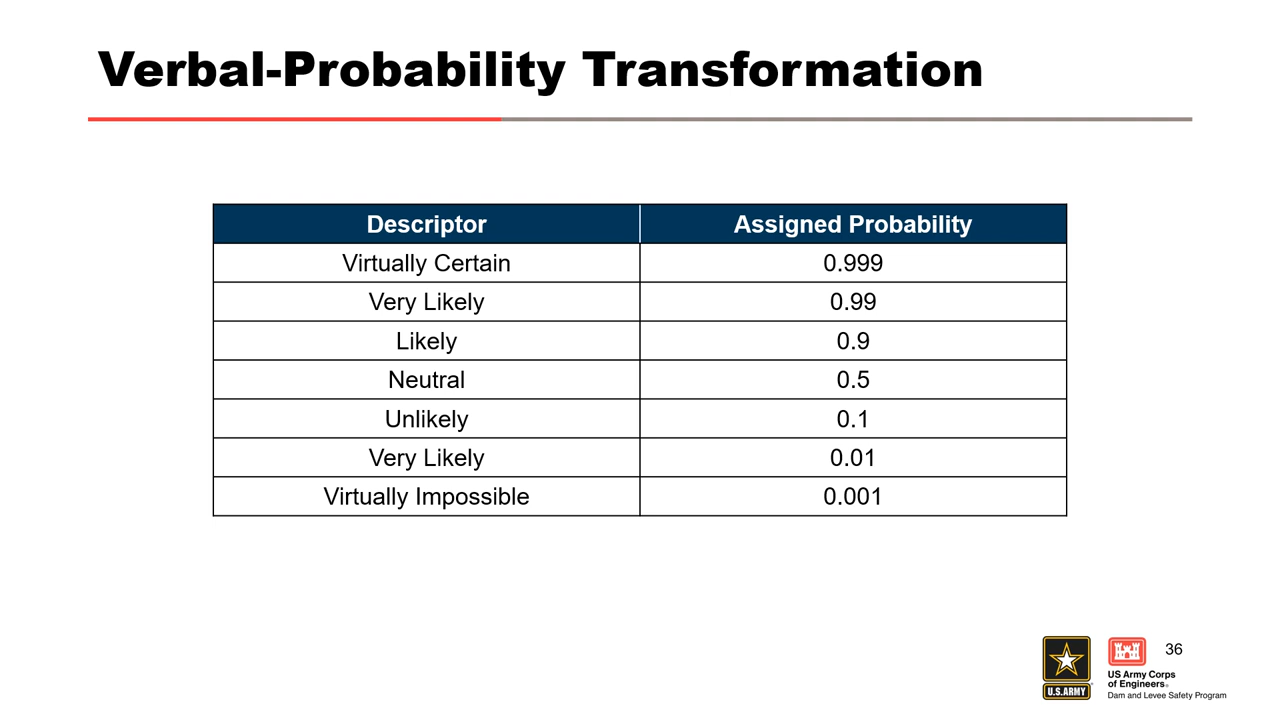 Verbal-Probability Transformation
Descriptor Assigned Probability
Virtually Certain 0.999
Very Likely 0.99
Likely 0.9
Neutral 0.5
Unlikely 0.1
Very Likely 0.01
Virtually Impossible 0.001
36
U.S.ARMY
US Army Corps
of Engineers®
Dam and Levee Safety Program